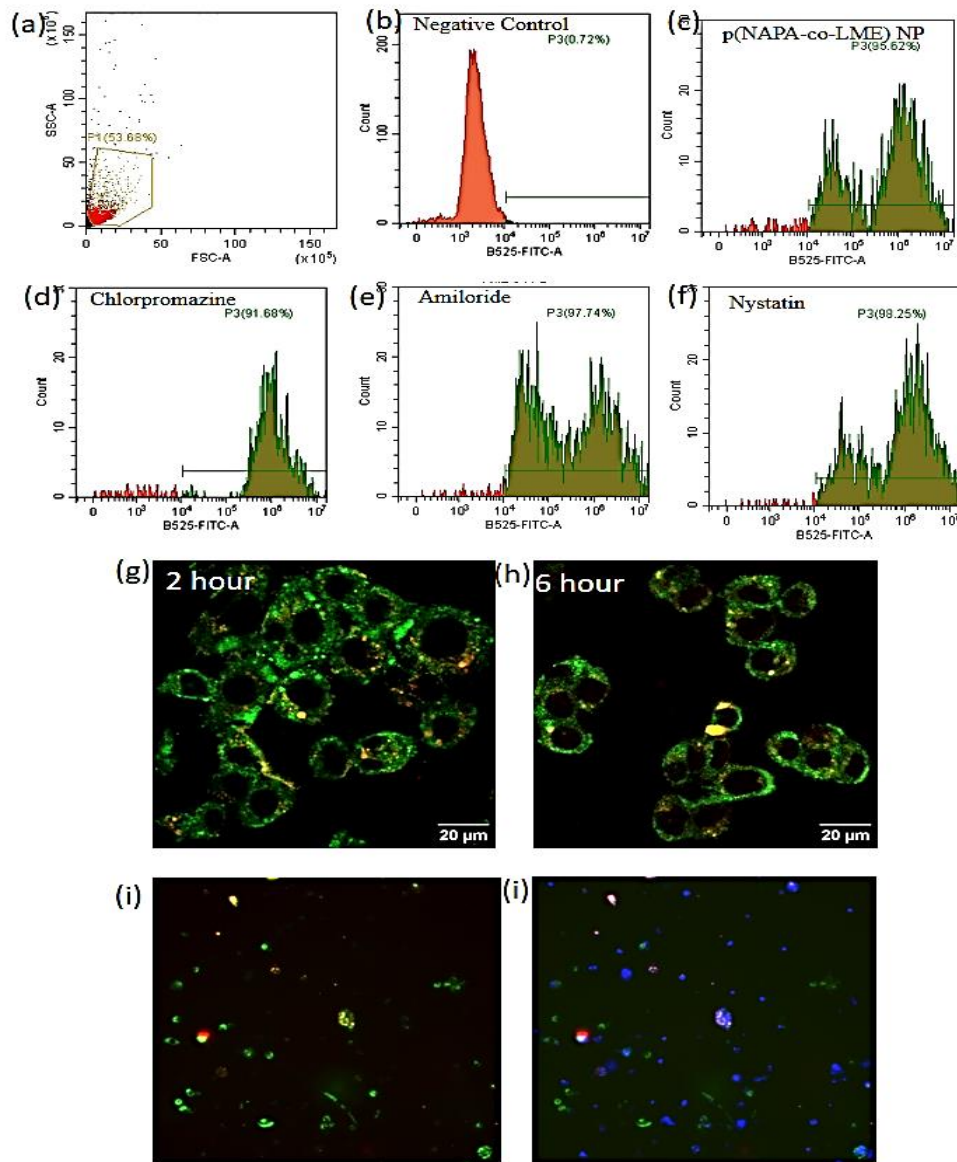 (a)
(x10⁵)
150
100
50
0
SSC-A
P1(53.68%)
0
50
100
150
FSC-A
(x10⁵)
(b)
Negative Control
P3(0.72%)
200
100
0
Count
0 10³ 10⁴ 10⁵ 10⁶ 10⁷
B525-FITC-A
(c)
p(NAPA-co-LME) NP
P3(95.62%)
30
20
10
0
Count
0 10³ 10⁴ 10⁵ 10⁶ 10⁷
B525-FITC-A
(d)
Chlorpromazine
P3(91.68%)
20
10
0
Count
0 10³ 10⁴ 10⁵ 10⁶ 10⁷
B525-FITC-A
(e)
Amiloride
P3(97.74%)
30
20
10
0
Count
0 10³ 10⁴ 10⁵ 10⁶ 10⁷
B525-FITC-A
(f)
Nystatin
P3(98.25%)
20
10
0
Count
0 10³ 10⁴ 10⁵ 10⁶ 10⁷
B525-FITC-A
(g)
2 hour
20 µm
(h)
6 hour
20 µm
(i)
(i)